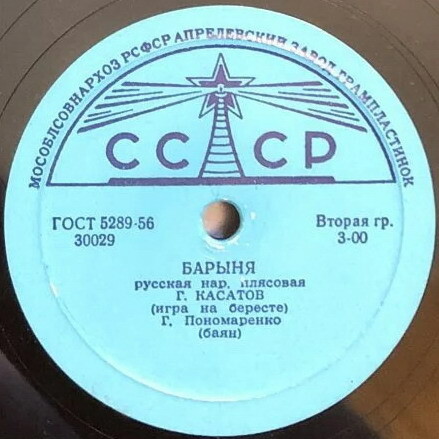 МОСОБЛСОВНАРХОЗ РСФСР АПРЕЛЕВСКИЙ ЗАВОД ГРАМПЛАСТИНОК
СССР
ГОСТ 5289-56
30029
Вторая гр.
3-00
БАРЫНЯ
русская нар. плясовая
Г. КАСАТОВ
(игра на бересте)
Г. Пономаренко
(баян)